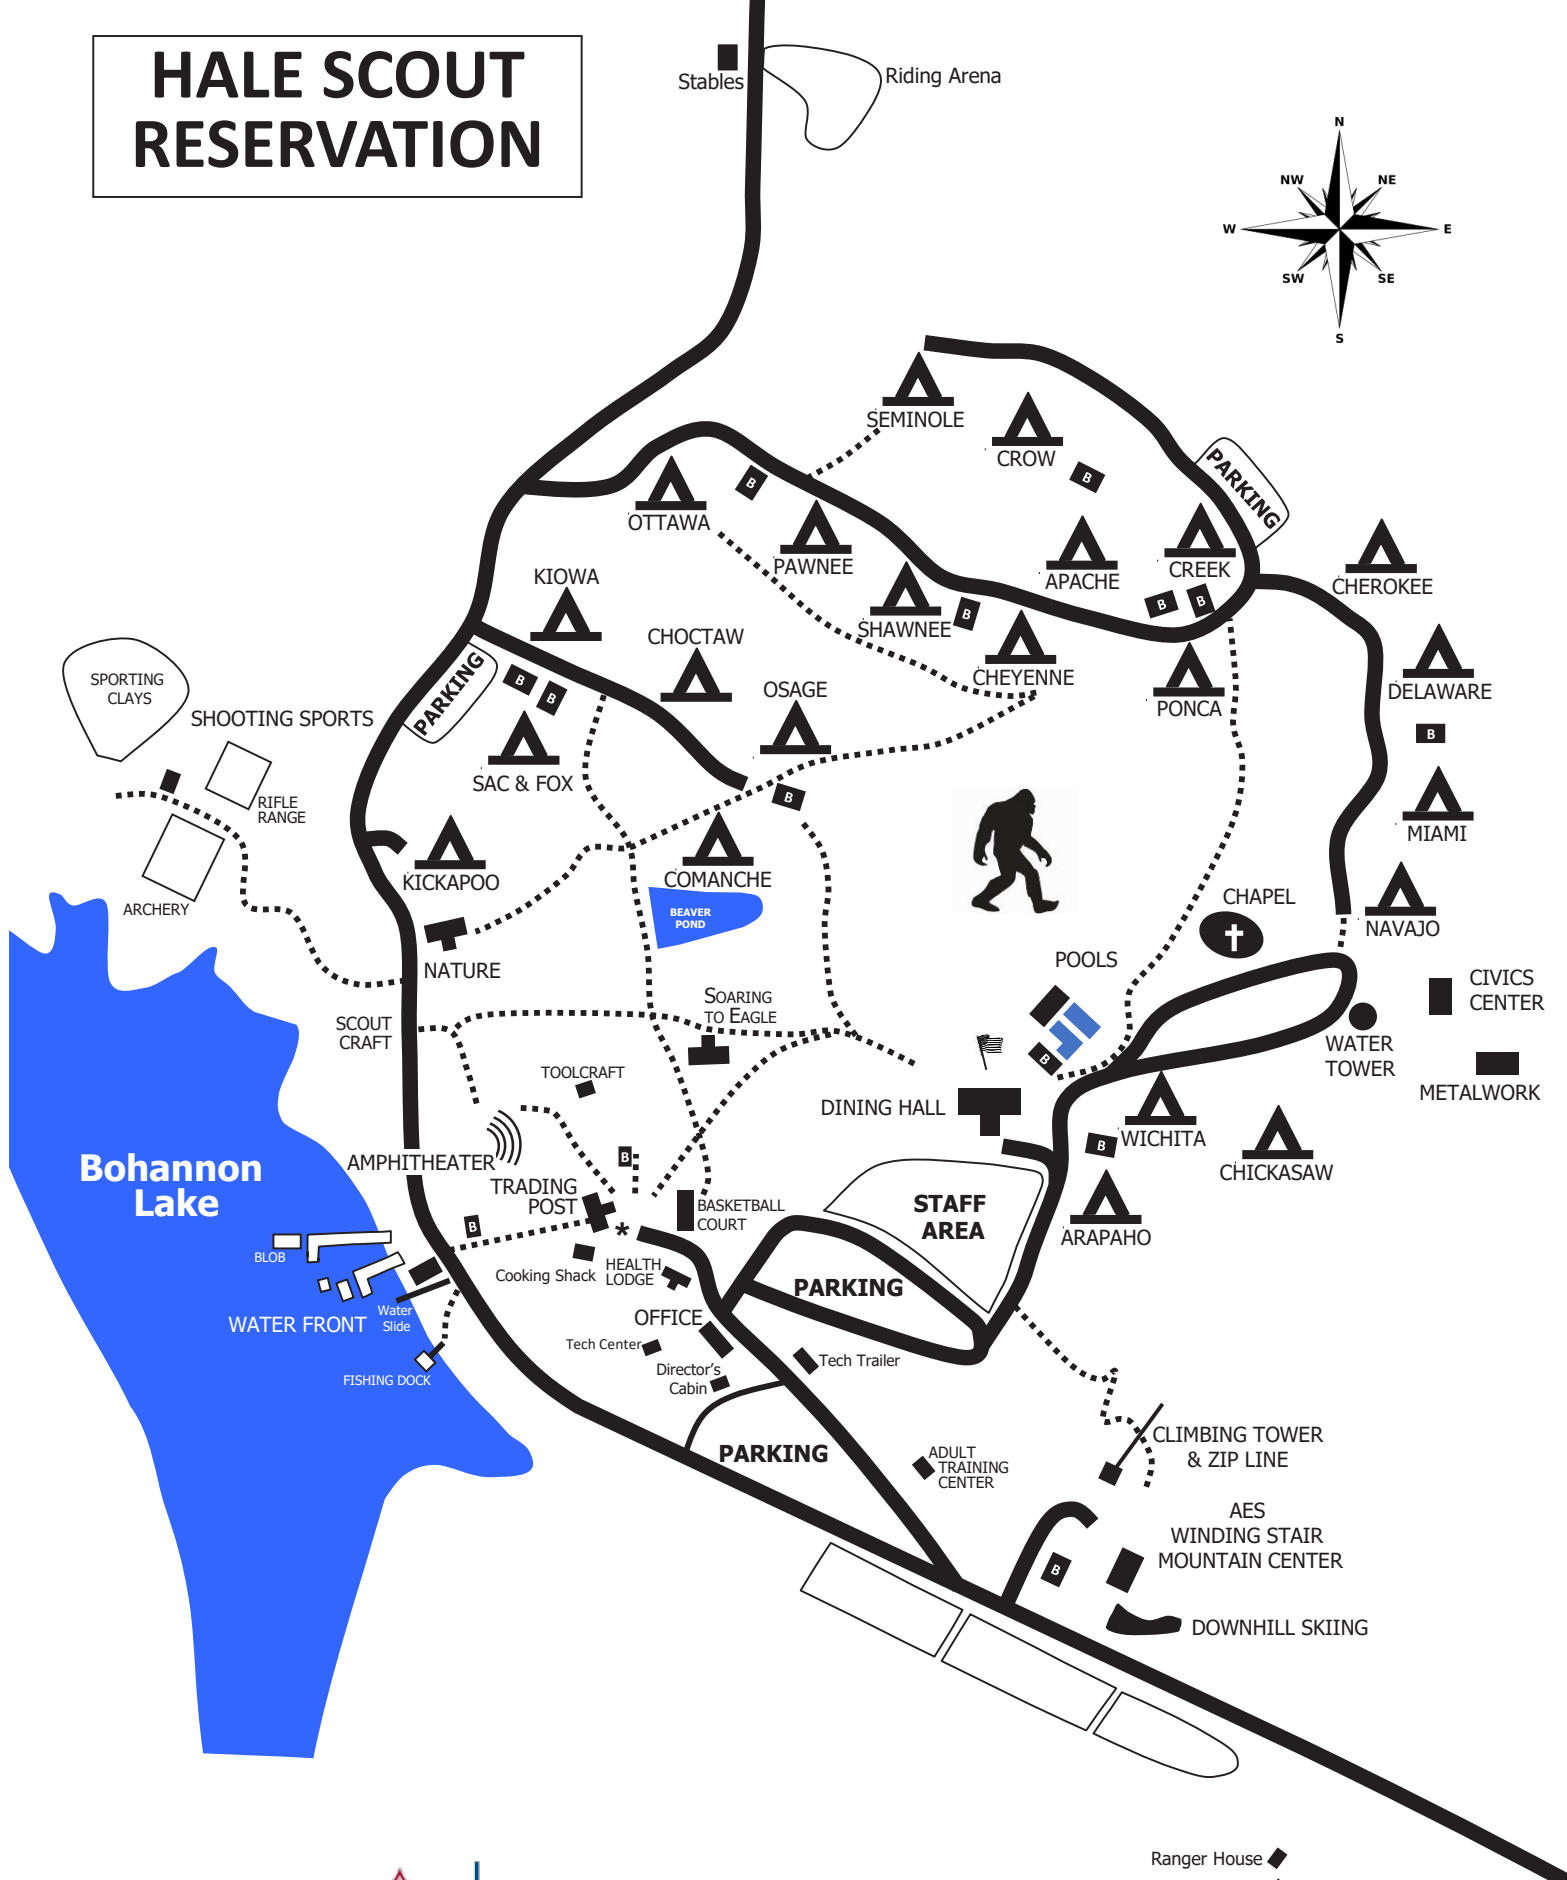 HALE SCOUT
RESERVATION
Stables
Riding Arena
N
NW
NE
W
E
SW
SE
S
SEMINOLE
CROW
B
PARKING
OTTAWA
B
PAWNEE
APACHE
CREEK
CHEROKEE
KIOWA
SHAWNEE
B
B
B
CHOCTAW
CHEYENNE
PONCA
DELAWARE
OSAGE
SPORTING
CLAYS
SHOOTING SPORTS
PARKING
B
B
B
SAC & FOX
B
RIFLE
RANGE
MIAMI
KICKAPOO
COMANCHE
ARCHERY
BEAVER
POND
CHAPEL
NAVAJO
NATURE
POOLS
CIVICS
CENTER
SOARING
TO EAGLE
SCOUT
CRAFT
WATER
TOWER
B
TOOLCRAFT
METALWORK
DINING HALL
WICHITA
B
CHICKASAW
Bohannon
Lake
AMPHITHEATER
B
TRADING
POST
BASKETBALL
COURT
STAFF
AREA
ARAPAHO
B
*
BLOB
Cooking Shack
HEALTH
LODGE
PARKING
WATER FRONT
Water
Slide
OFFICE
Tech Center
Tech Trailer
Director's
Cabin
FISHING DOCK
PARKING
ADULT
TRAINING
CENTER
CLIMBING TOWER
& ZIP LINE
AES
WINDING STAIR
MOUNTAIN CENTER
B
DOWNHILL SKIING
Ranger House